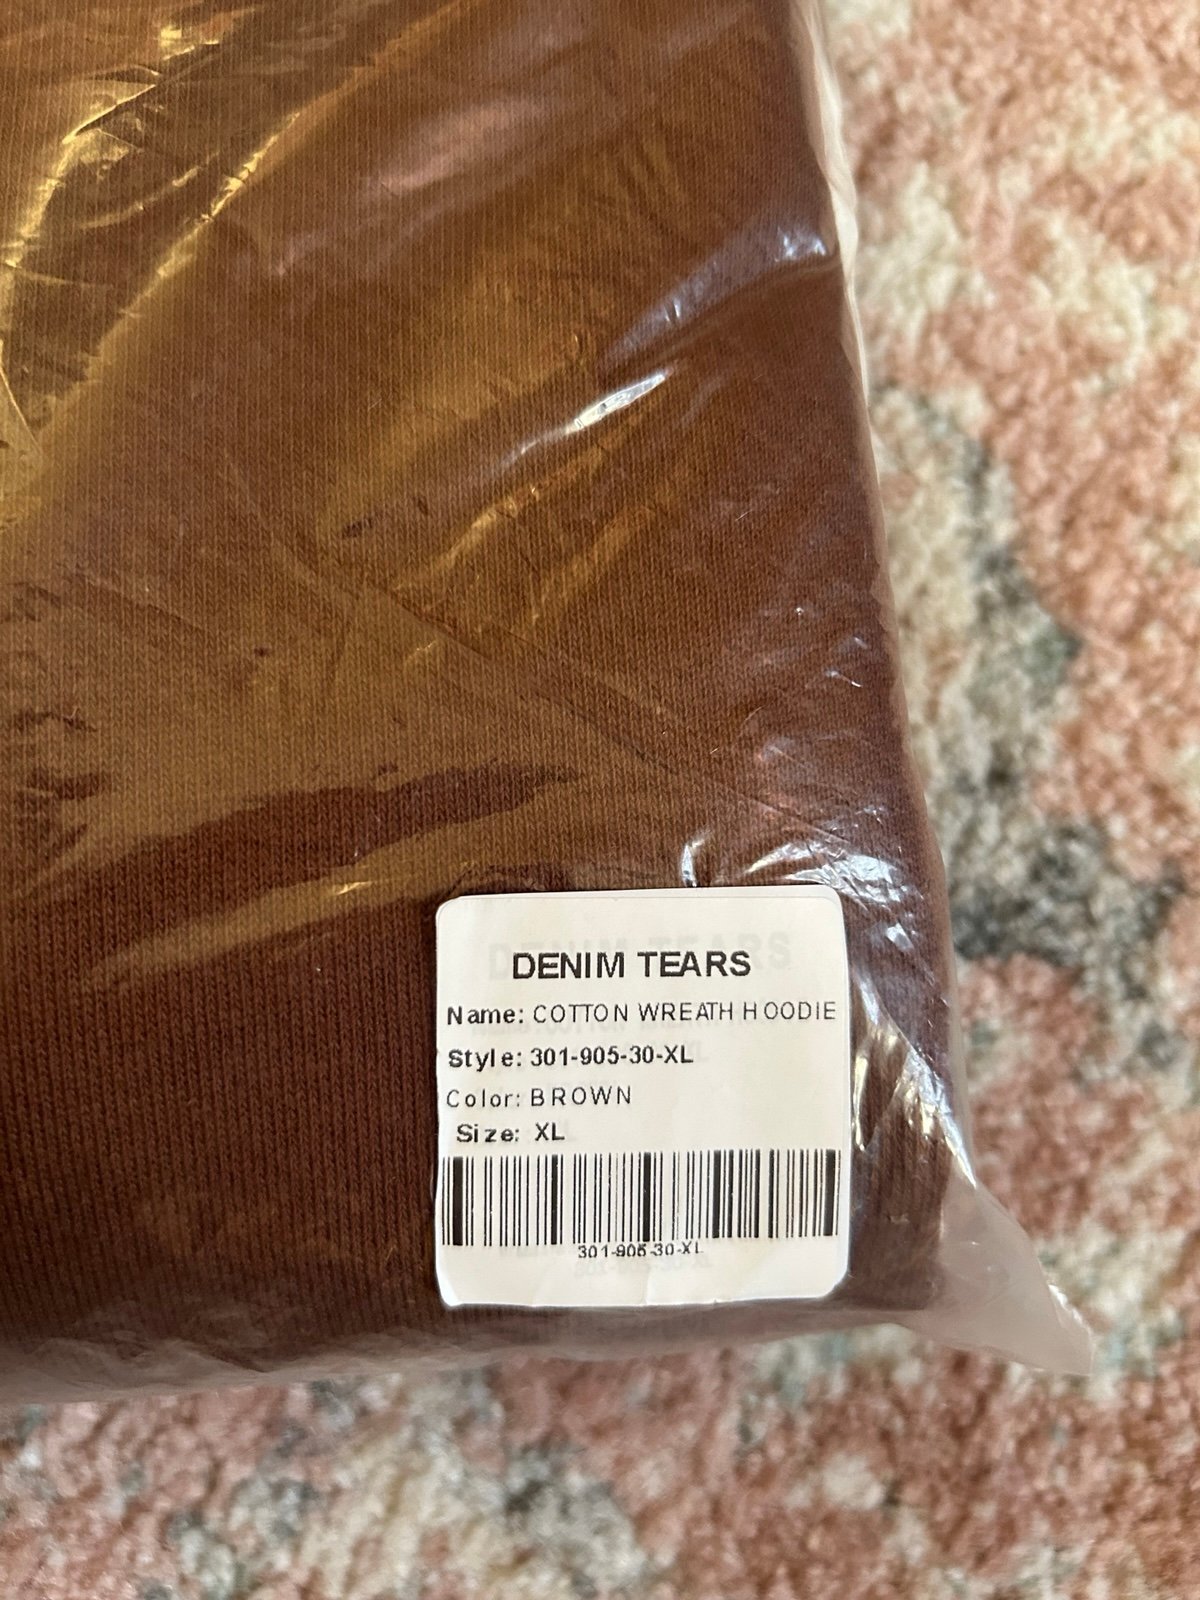 DENIM TEARS
Name: COTTON WREATH HOODIE
Style: 301-905-30-XL
Color: BROWN
Size: XL
301-905-30-XL